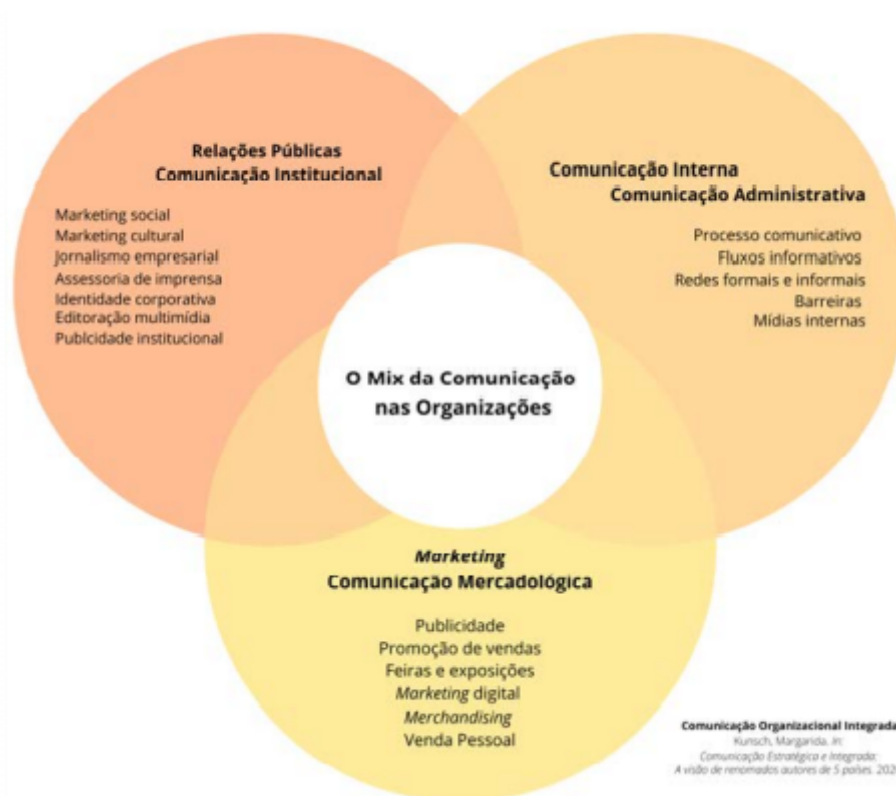 Relações Públicas
Comunicação Institucional
Marketing social
Marketing cultural
Jornalismo empresarial
Assessoria de imprensa
Identidade corporativa
Editoração multimídia
Publcidade institucional
Comunicação Interna
Comunicação Administrativa
Processo comunicativo
Fluxos informativos
Redes formais e informais
Barreiras
Mídias internas
O Mix da Comunicação
nas Organizações
Marketing
Comunicação Mercadológica
Publicidade
Promoção de vendas
Feiras e exposições
Marketing digital
Merchandising
Venda Pessoal
Comunicação Organizacional Integrada
Kunsch, Margarida. In:
Comunicação Estratégica e Integrada:
A visão de renomados autores de 5 países.